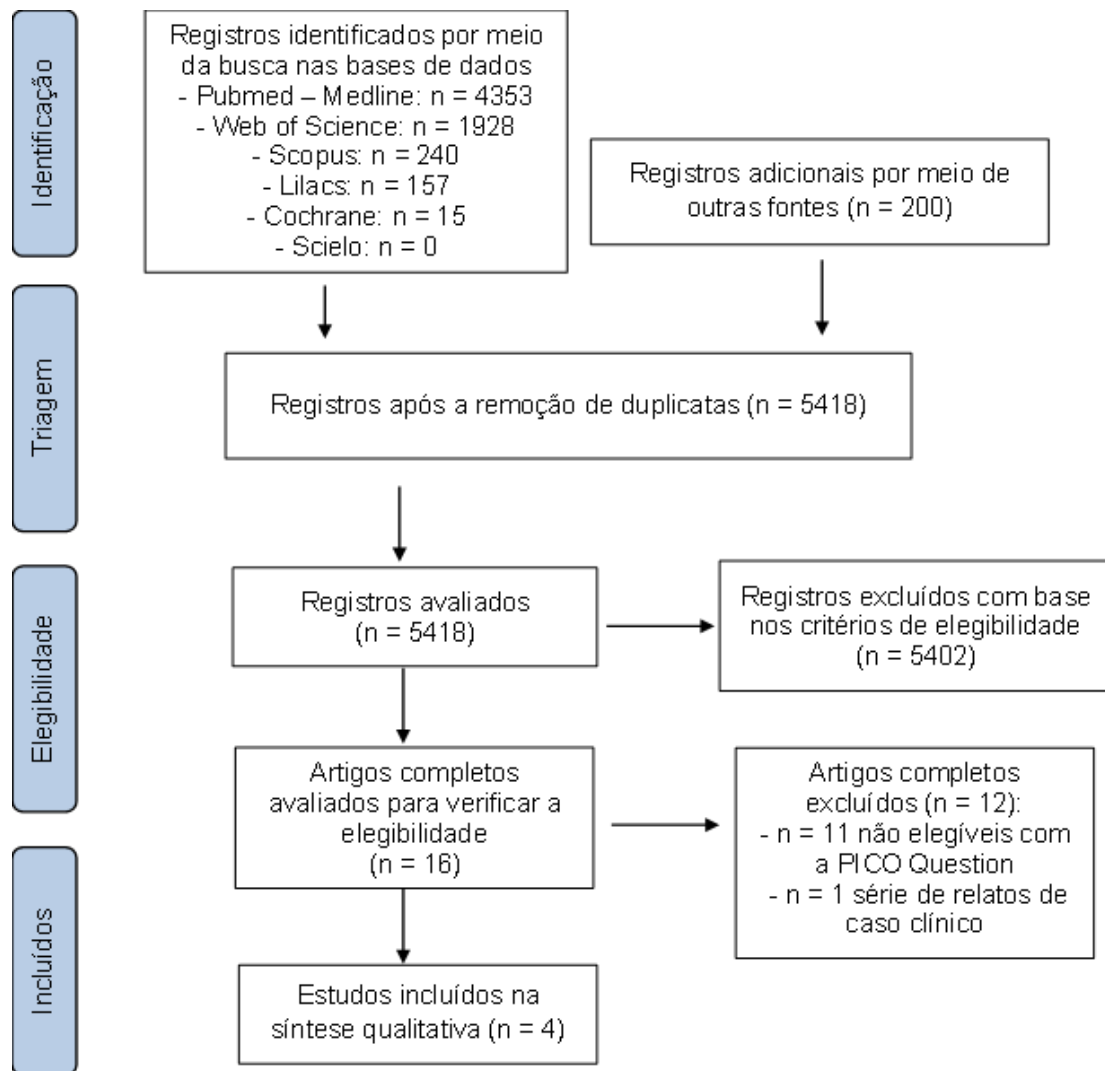 Identificação
Registros identificados por meio
da busca nas bases de dados
- Pubmed – Medline: n = 4353
- Web of Science: n = 1928
- Scopus: n = 240
- Lilacs: n = 157
- Cochrane: n = 15
- Scielo: n = 0
Registros adicionais por meio de
outras fontes (n = 200)
Triagem
Registros após a remoção de duplicatas (n = 5418)
Elegibilidade
Registros avaliados
(n = 5418)
Registros excluídos com base
nos critérios de elegibilidade
(n = 5402)
Artigos completos
avaliados para verificar a
elegibilidade
(n = 16)
Artigos completos
excluídos (n = 12):
- n = 11 não elegíveis com
a PICO Question
- n = 1 série de relatos de
caso clínico
Incluídos
Estudos incluídos na
síntese qualitativa (n = 4)